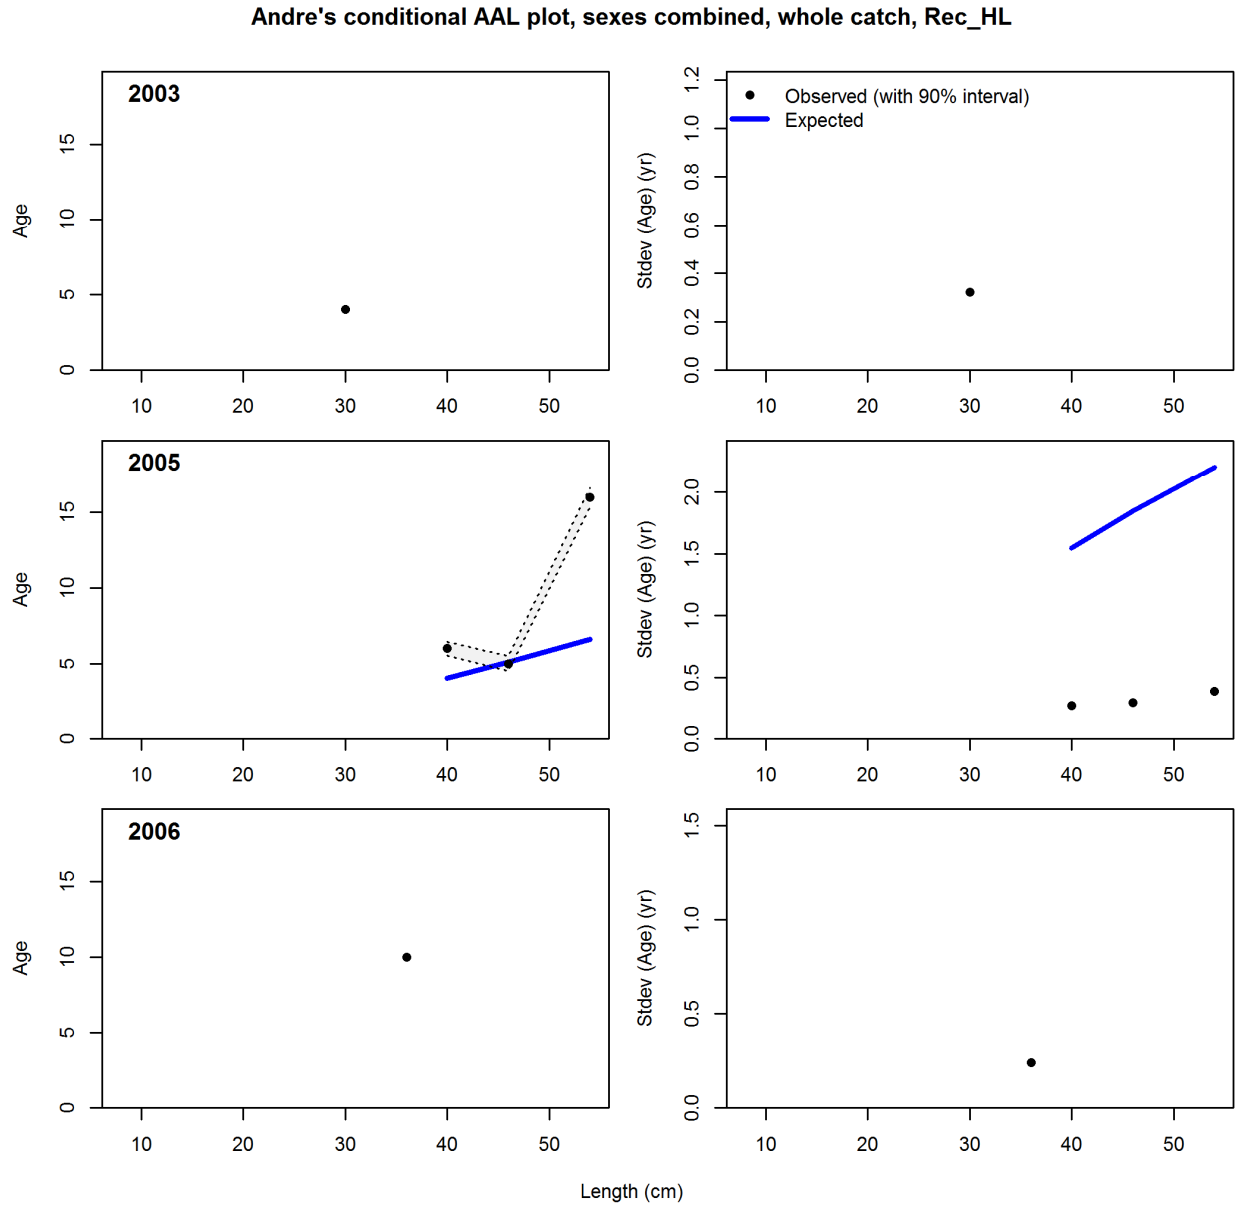 Andre's conditional AAL plot, sexes combined, whole catch, Rec_HL
2003
Age
0 5 10 15
10 20 30 40 50
Observed (with 90% interval)
Expected
Stdev (Age) (yr)
0.0 0.2 0.4 0.6 0.8 1.0 1.2
10 20 30 40 50
2005
Age
0 5 10 15
10 20 30 40 50
Stdev (Age) (yr)
0.0 0.5 1.0 1.5 2.0
10 20 30 40 50
2006
Age
0 5 10 15
10 20 30 40 50
Stdev (Age) (yr)
0.0 0.5 1.0 1.5
10 20 30 40 50
Length (cm)